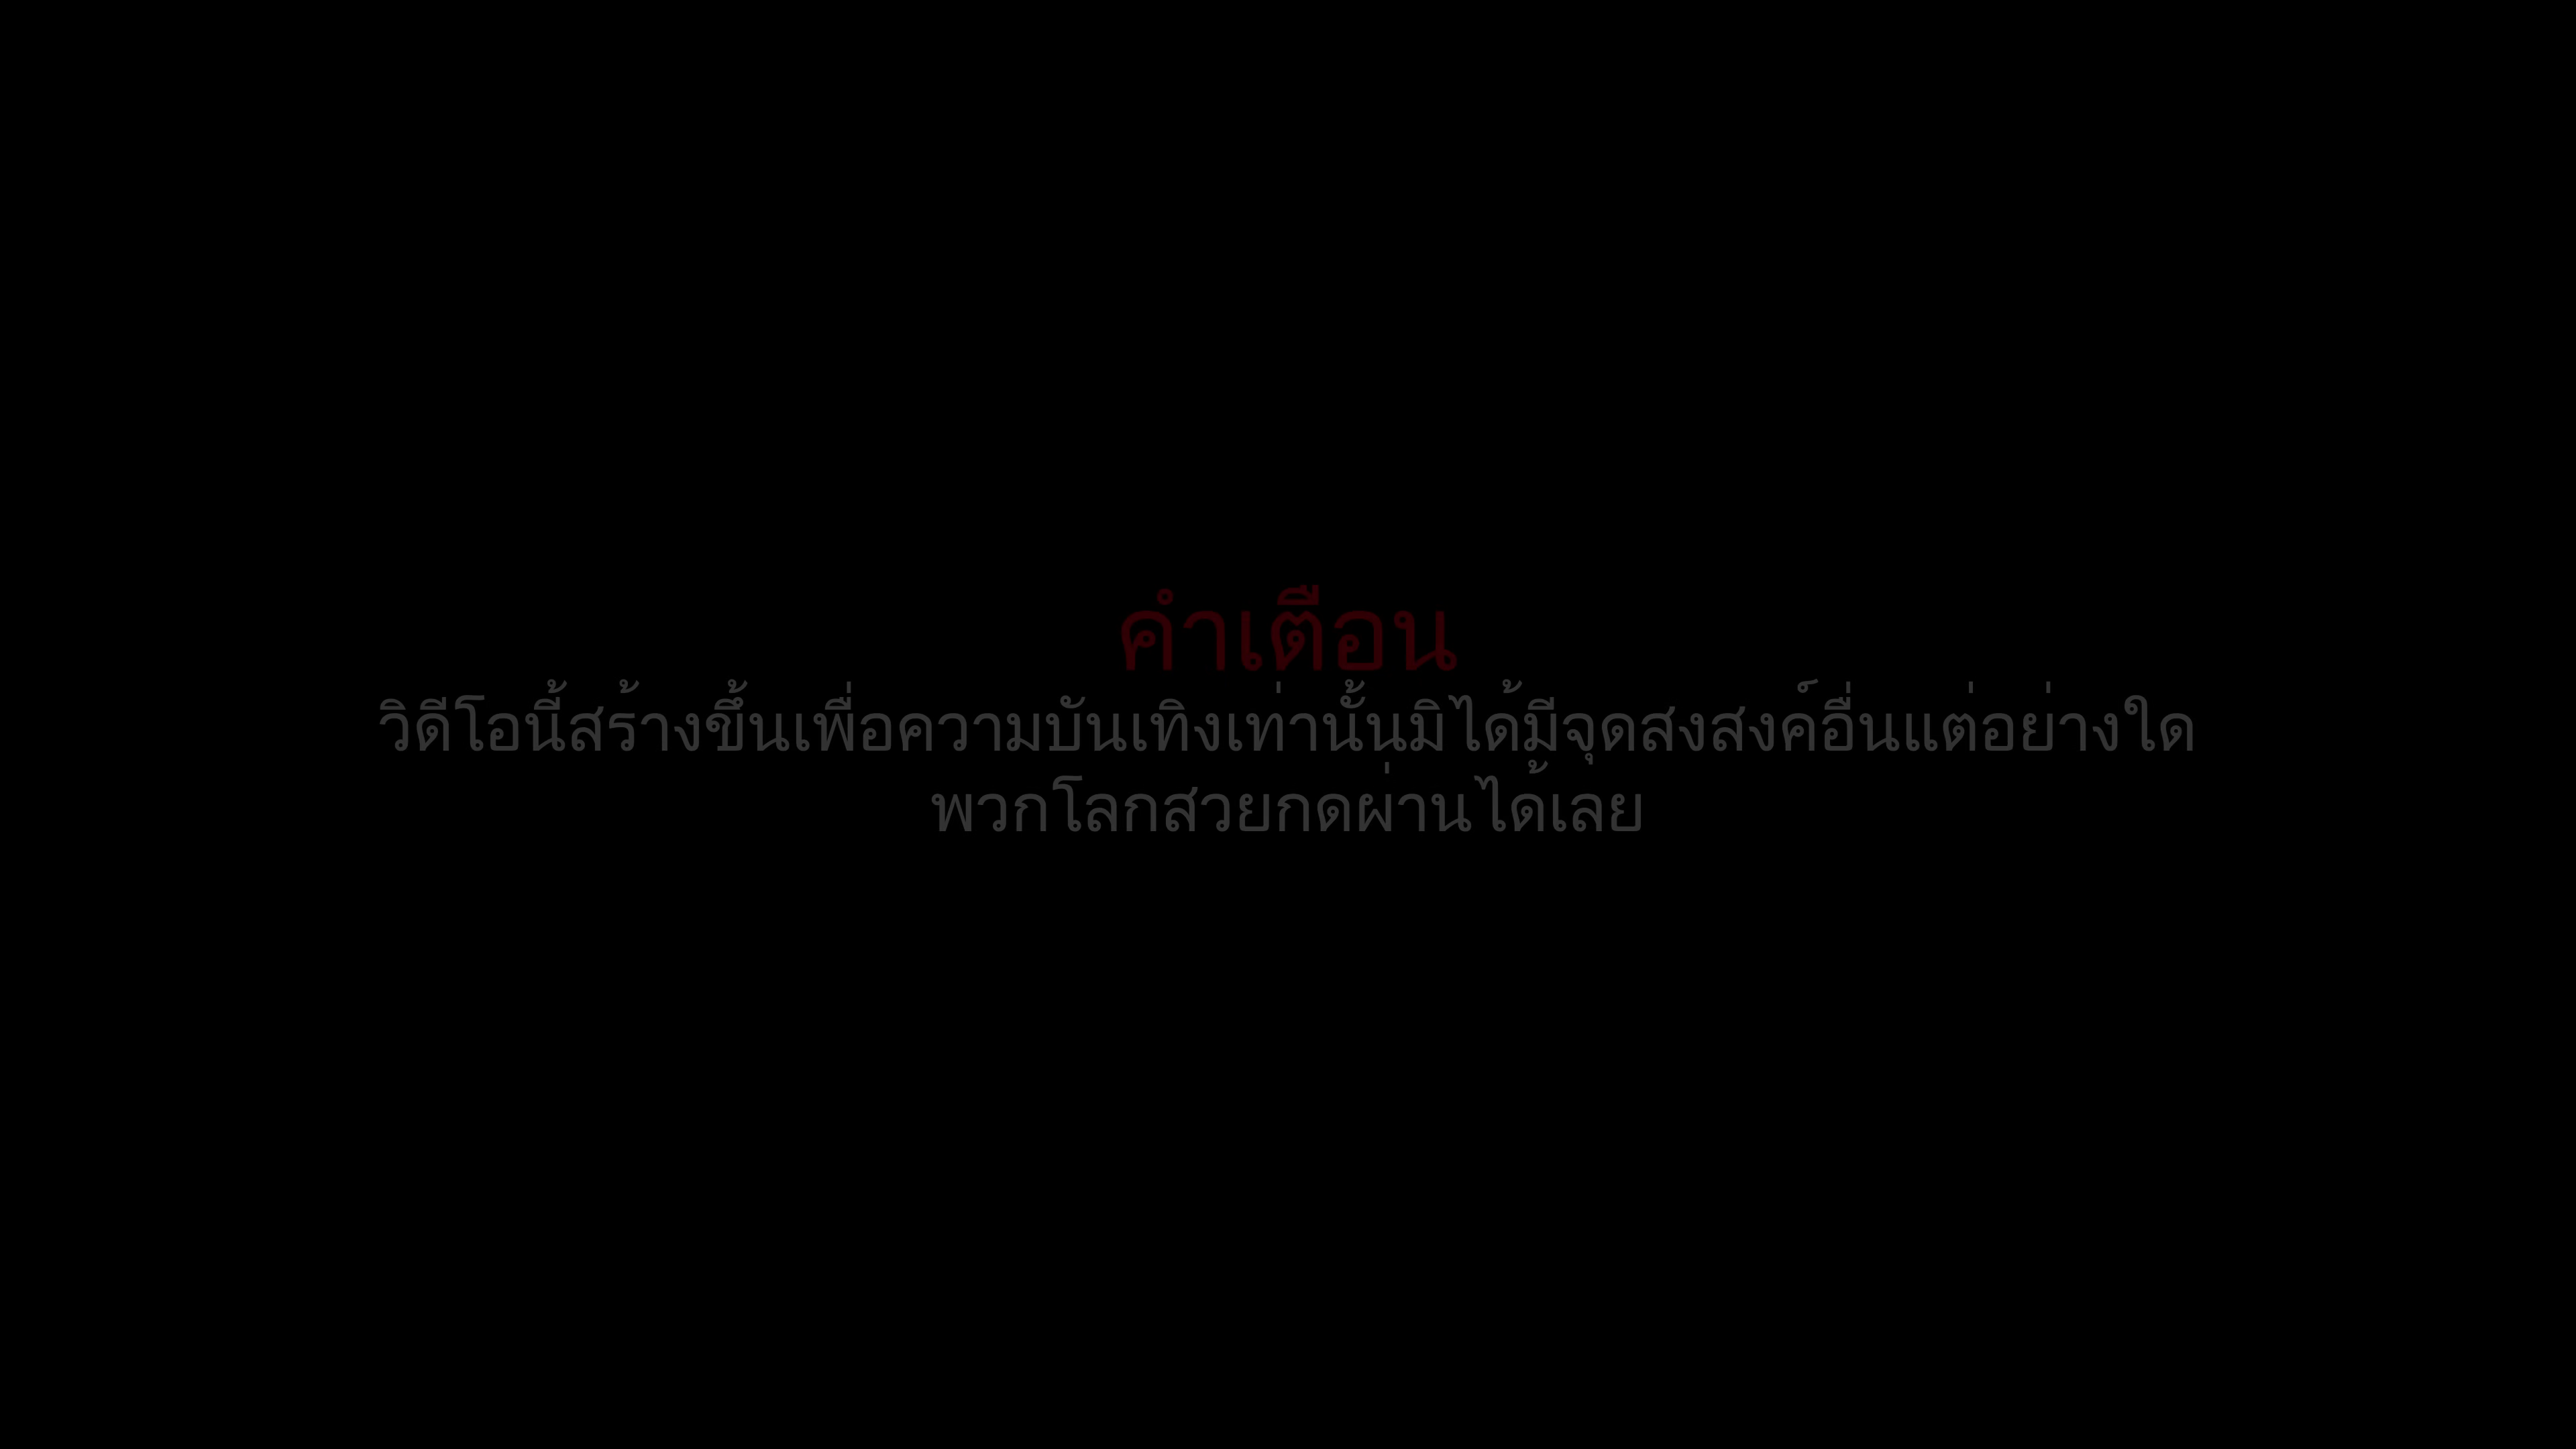 คำเตือน
วิดีโอนี้สร้างขึ้นเพื่อความบันเทิงเท่านั้นมิได้มีจุดสงสงค์อื่นแต่อย่างใด
พวกโลกสวยกดผ่านได้เลย